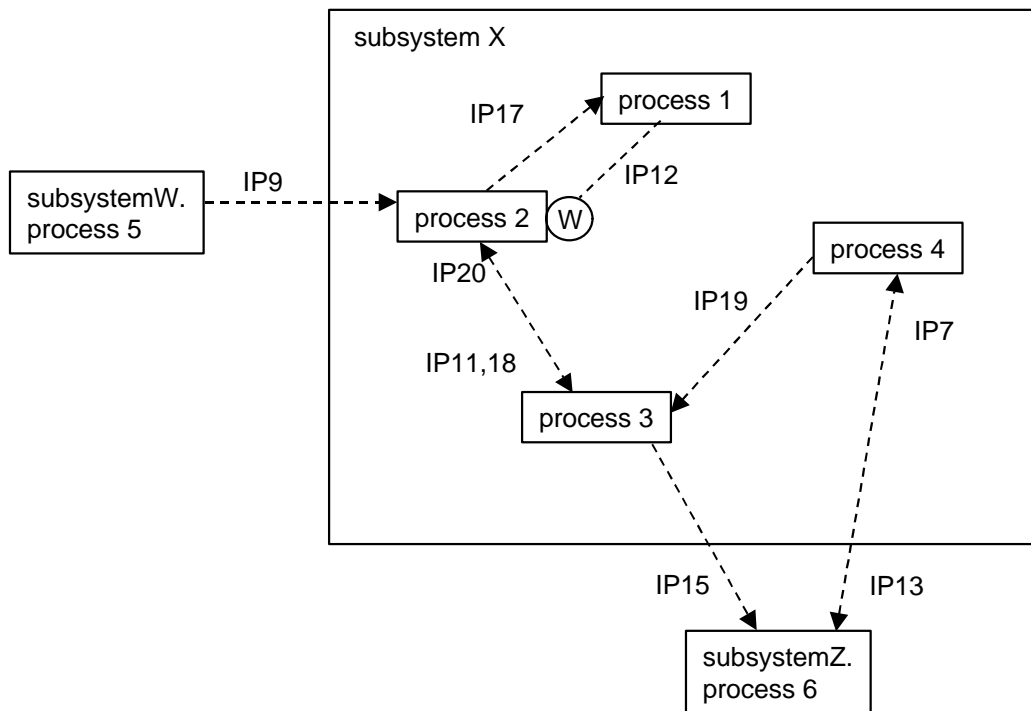 subsystem X
process 1
IP17
IP12
IP9
subsystemW.
process 5
process 2
W
process 4
IP20
IP19
IP7
IP11,18
process 3
IP15
IP13
subsystemZ.
process 6